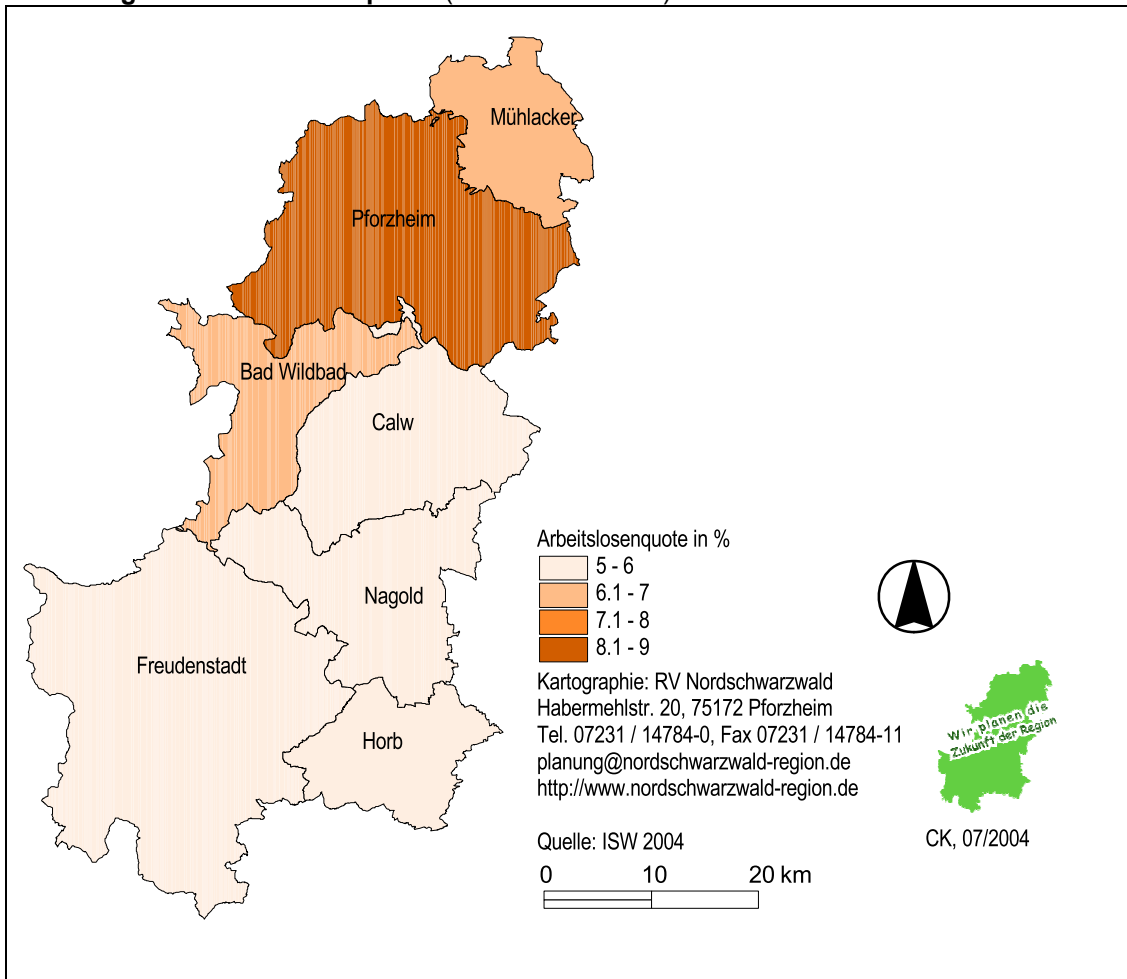 Mühlacker
Pforzheim
Bad Wildbad
Calw
Nagold
Freudenstadt
Horb
Arbeitslosenquote in %
5 - 6
6.1 - 7
7.1 - 8
8.1 - 9
Kartographie: RV Nordschwarzwald
Habermehlstr. 20, 75172 Pforzheim
Tel. 07231 / 14784-0, Fax 07231 / 14784-11
planung@nordschwarzwald-region.de
http://www.nordschwarzwald-region.de
Wir planen die
Zukunft der Region
CK, 07/2004
Quelle: ISW 2004
0 10 20 km